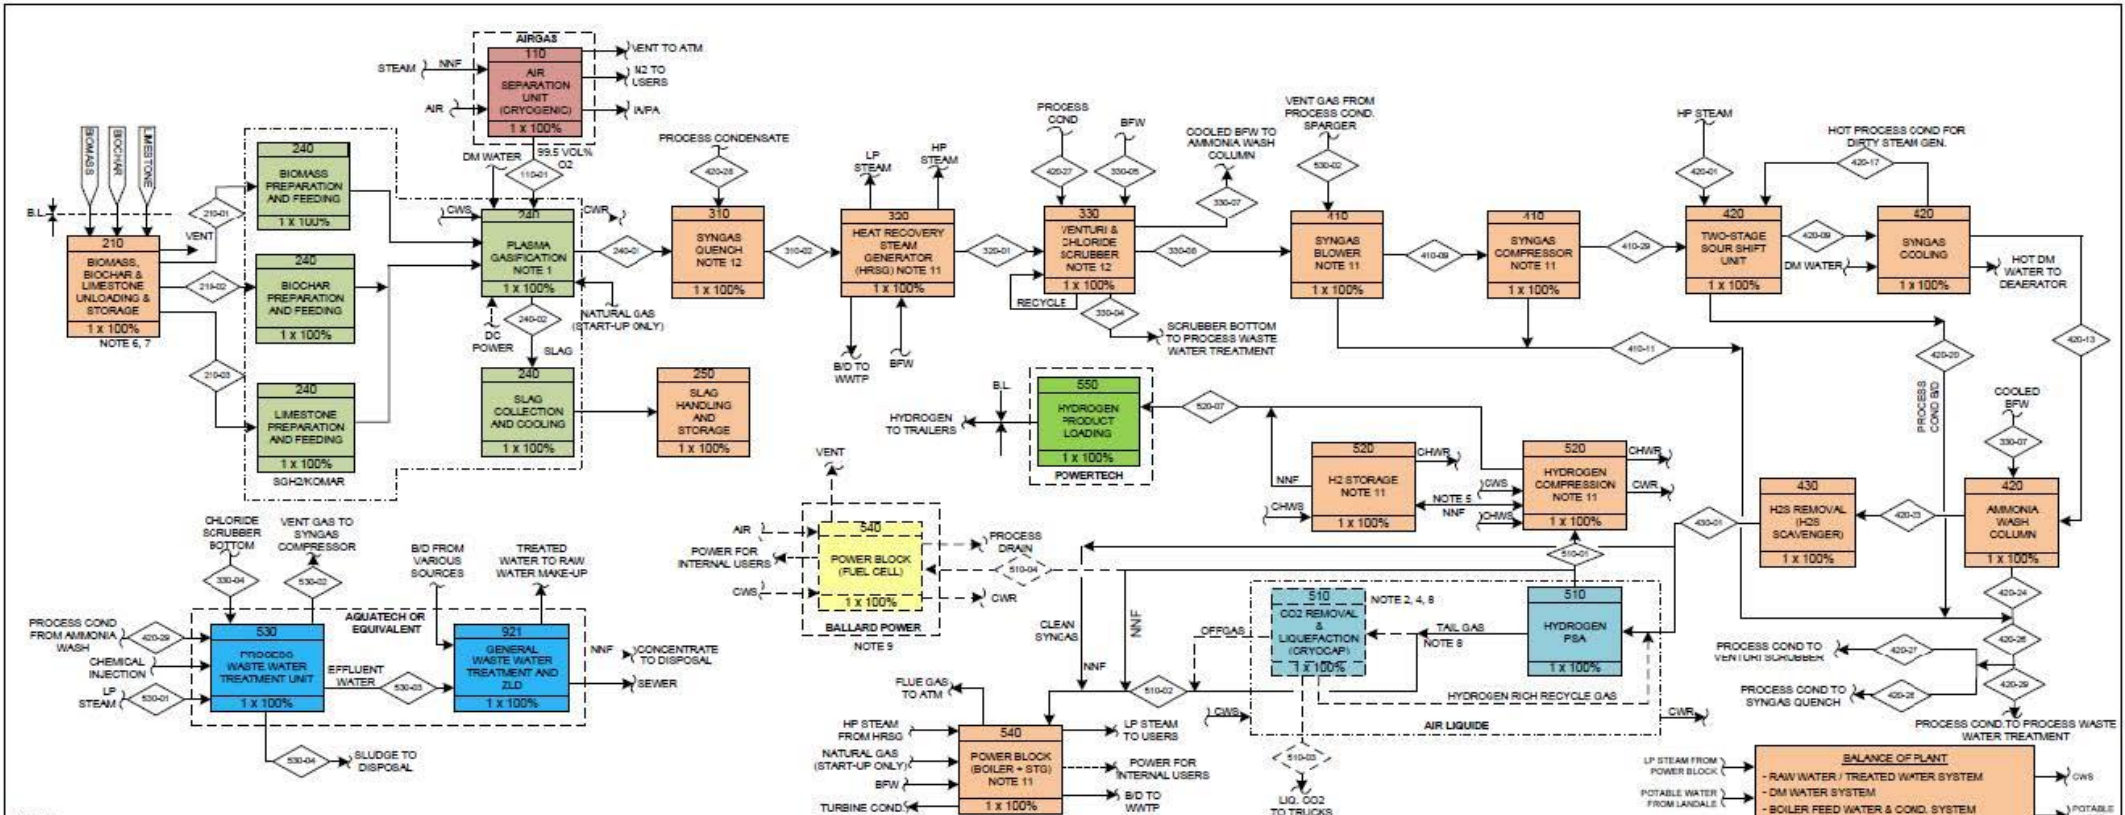 AIRGAS
110
AIR
SEPARATION
UNIT
(CRYOGENIC)
1 x 100%
STEAM
NNF
AIR
VENT TO ATM
N2 TO
USERS
IA/PA
99.5 VOL%
O2
110-01
DM WATER
BIOMASS
BIOCHAR
LIMESTONE
B.L.
210
BIOMASS,
BIOCHAR &
LIMESTONE
UNLOADING &
STORAGE
1 x 100%
NOTE 6, 7
VENT
210-01
210-02
210-03
240
BIOMASS
PREPARATION
AND FEEDING
1 x 100%
240
BIOCHAR
PREPARATION
AND FEEDING
1 x 100%
240
LIMESTONE
PREPARATION
AND FEEDING
1 x 100%
SGH2/KOMAR
CWS
CWR
240
PLASMA
GASIFICATION
NOTE 1
1 x 100%
DC
POWER
240-02
SLAG
NATURAL GAS
(START-UP ONLY)
240
SLAG
COLLECTION
AND COOLING
1 x 100%
250
SLAG
HANDLING
AND
STORAGE
1 x 100%
240-01
PROCESS CONDENSATE
420-28
310
SYNGAS
QUENCH
NOTE 12
1 x 100%
310-02
LP
STEAM
HP
STEAM
320
HEAT RECOVERY
STEAM
GENERATOR
(HRSG) NOTE 11
1 x 100%
B/D TO
WWTP
BFW
320-01
PROCESS
COND
420-27
BFW
330-05
COOLED BFW TO
AMMONIA WASH
COLUMN
330-07
330
VENTURI &
CHLORIDE
SCRUBBER
NOTE 12
1 x 100%
RECYCLE
330-04
SCRUBBER BOTTOM
TO PROCESS WASTE
WATER TREATMENT
330-08
VENT GAS FROM
PROCESS COND.
SPARGER
530-02
410
SYNGAS
BLOWER
NOTE 11
1 x 100%
410-09
410
SYNGAS
COMPRESSOR
NOTE 11
1 x 100%
410-29
410-11
HP STEAM
420-01
HOT PROCESS COND FOR
DIRTY STEAM GEN.
420-17
420
TWO-STAGE
SOUR SHIFT
UNIT
1 x 100%
420-09
DM WATER
420
SYNGAS
COOLING
1 x 100%
HOT DM
WATER TO
DEAERATOR
420-13
420-20
PROCESS
COND B/D
COOLED
BFW
330-07
420
AMMONIA
WASH
COLUMN
1 x 100%
420-23
430
H2S REMOVAL
(H2S
SCAVENGER)
1 x 100%
430-01
420-24
420-26
420-27
420-28
420-29
PROCESS COND TO
VENTURI SCRUBBER
PROCESS COND TO
SYNGAS QUENCH
PROCESS COND TO PROCESS WASTE
WATER TREATMENT
B.L.
HYDROGEN
TO TRAILERS
550
HYDROGEN
PRODUCT
LOADING
1 x 100%
POWERTECH
520-07
NNF
520
H2 STORAGE
NOTE 11
1 x 100%
CHWR
CHWS
NOTE 5
NNF
CWS
CHWS
520
HYDROGEN
COMPRESSION
NOTE 11
1 x 100%
CHWR
CWR
510-01
VENT
AIR
POWER FOR
INTERNAL USERS
CWS
540
POWER BLOCK
(FUEL CELL)
1 x 100%
BALLARD POWER
NOTE 9
PROCESS
DRAIN
510-04
CWR
CLEAN
SYNGAS
NNF
NNF
510-02
OFFGAS
510
CO2 REMOVAL
&
LIQUEFACTION
(CRYOCAP)
1 x 100%
NOTE 2, 4, 8
TAIL GAS
NOTE 8
510
HYDROGEN
PSA
1 x 100%
HYDROGEN RICH RECYCLE GAS
AIR LIQUIDE
CWS
CWR
510-03
LIQ. CO2
TO TRUCKS
CHLORIDE
SCRUBBER
BOTTOM
330-04
VENT GAS TO
SYNGAS
COMPRESSOR
530-02
B/D FROM
VARIOUS
SOURCES
TREATED
WATER TO RAW
WATER MAKE-UP
AQUATECH OR
EQUIVALENT
PROCESS COND
FROM AMMONIA
WASH
420-29
CHEMICAL
INJECTION
LP
STEAM
530-01
530
PROCESS
WASTE WATER
TREATMENT UNIT
1 x 100%
EFFLUENT
WATER
530-03
921
GENERAL
WASTE WATER
TREATMENT AND
ZLD
1 x 100%
NNF
CONCENTRATE
TO DISPOSAL
SEWER
530-04
SLUDGE TO
DISPOSAL
FLUE GAS
TO ATM
HP STEAM
FROM HRSG
NATURAL GAS
(START-UP ONLY)
BFW
TURBINE COND.
540
POWER BLOCK
(BOILER + STG)
NOTE 11
1 x 100%
LP STEAM
TO USERS
POWER FOR
INTERNAL USERS
B/D TO
WWTP
LP STEAM FROM
POWER BLOCK
POTABLE WATER
FROM LANDALE
BALANCE OF PLANT
- RAW WATER / TREATED WATER SYSTEM
- DM WATER SYSTEM
- BOILER FEED WATER & COND. SYSTEM
CWS
POTABLE